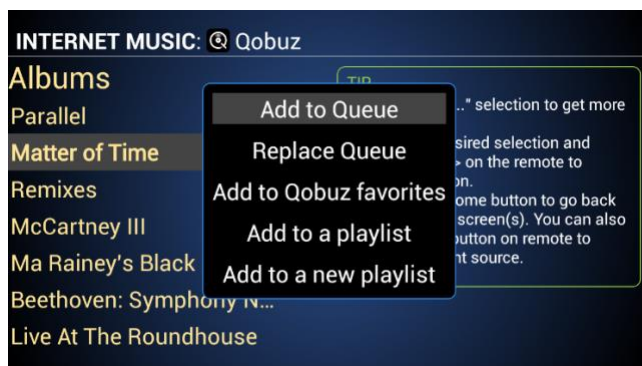 INTERNET MUSIC: Qobuz
Albums
Parallel
Matter of Time
Remixes
McCartney III
Ma Rainey's Black
Beethoven: Symphony N...
Live At The Roundhouse
Add to Queue
Replace Queue
Add to Qobuz favorites
Add to a playlist
Add to a new playlist
TIP
..." selection to get more
sired selection and
> on the remote to
on.
ome button to go back
screen(s). You can also
button on remote to
nt source.